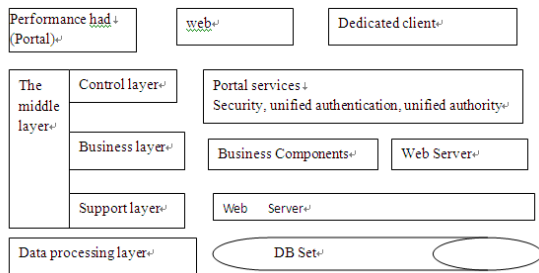 Performance had
(Portal)
web
Dedicated client
The
middle
layer
Control layer
Portal services
Security, unified authentication, unified authority
Business layer
Business Components
Web Server
Support layer
Web Server
Data processing layer
DB Set